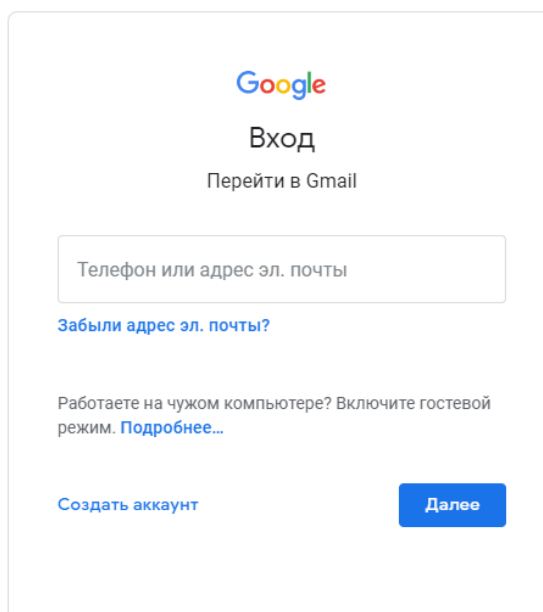 Google
Вход
Перейти в Gmail
Телефон или адрес эл. почты
Забыли адрес эл. почты?
Работаете на чужом компьютере? Включите гостевой
режим. Подробнее...
Создать аккаунт
Далее